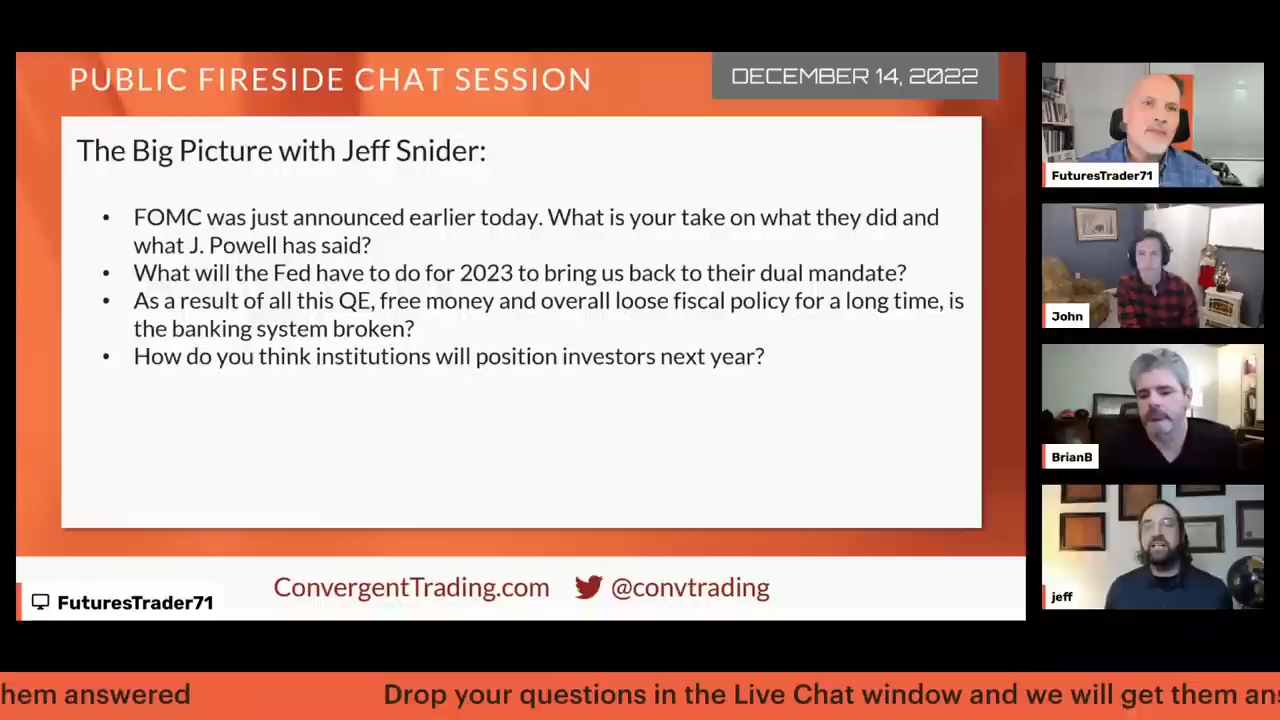 PUBLIC FIRESIDE CHAT SESSION
DECEMBER 14, 2022
The Big Picture with Jeff Snider:
• FOMC was just announced earlier today. What is your take on what they did and
what J. Powell has said?
• What will the Fed have to do for 2023 to bring us back to their dual mandate?
• As a result of all this QE, free money and overall loose fiscal policy for a long time, is
the banking system broken?
• How do you think institutions will position investors next year?
ConvergentTrading.com
@convtrading
FuturesTrader71
FuturesTrader71
John
BrianB
jeff
hem answered
Drop your questions in the Live Chat window and we will get them ans